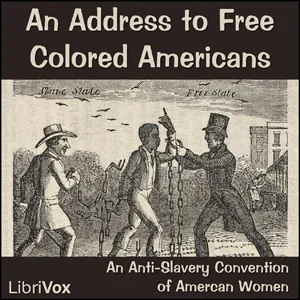 An Address to Free
Colored Americans
Slave State
Free State
An Anti-Slavery Convention
of Amercan Women
LibriVox